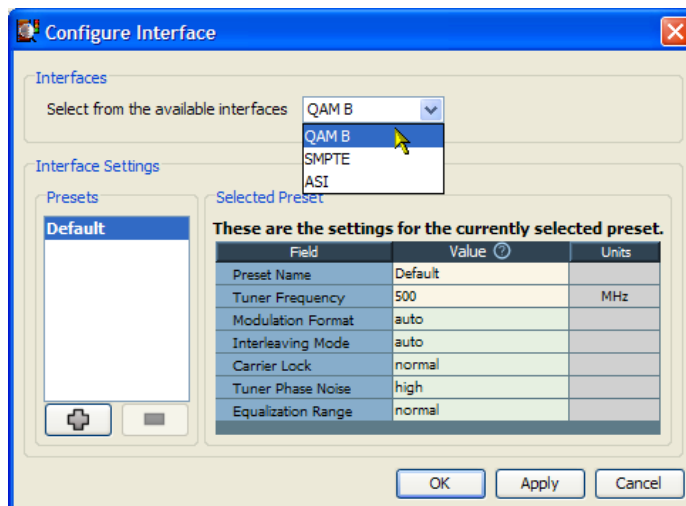 Configure Interface
Interfaces
Select from the available interfaces QAM B
QAM B
SMPTE
ASI
Interface Settings
Presets
Default
Selected Preset
These are the settings for the currently selected preset.
Field Value ? Units
Preset Name Default
Tuner Frequency 500 MHz
Modulation Format auto
Interleaving Mode auto
Carrier Lock normal
Tuner Phase Noise high
Equalization Range normal
OK Apply Cancel